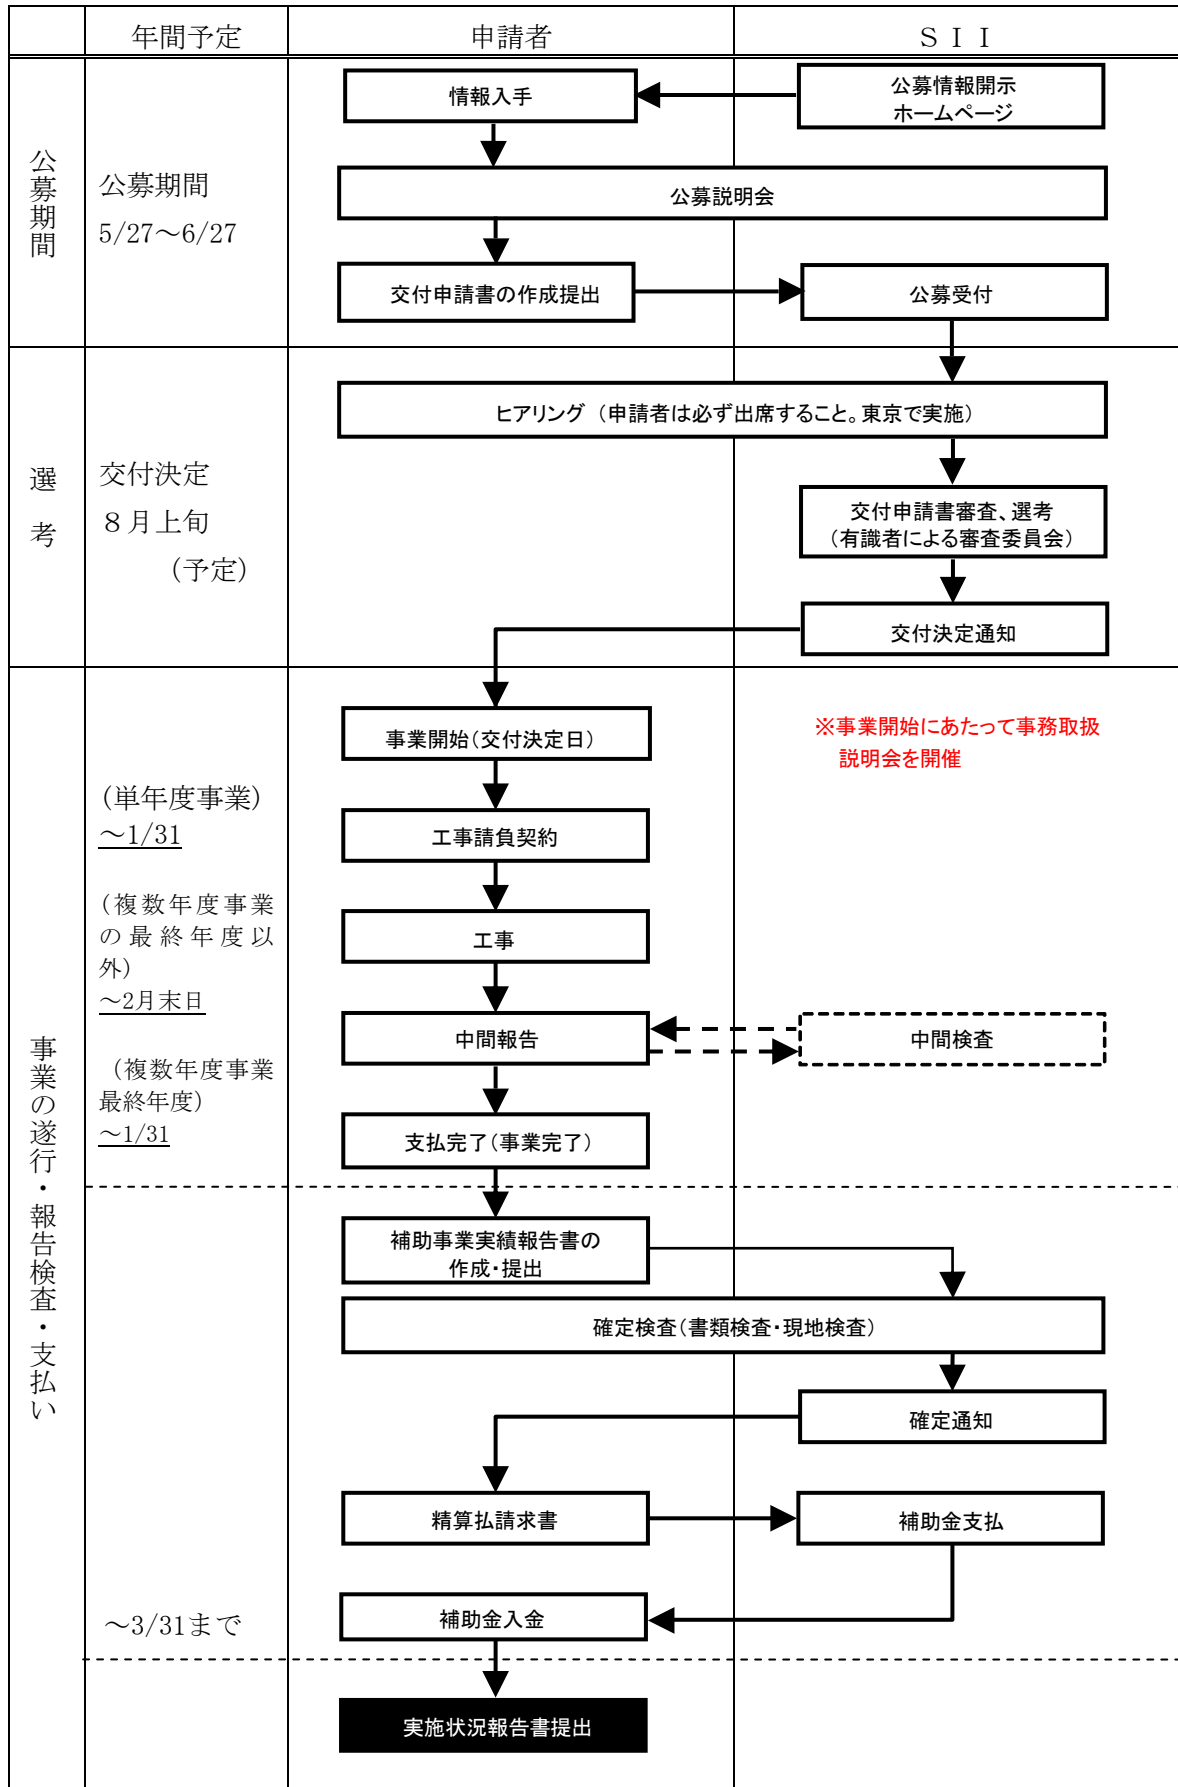 年間予定
申請者
ＳＩＩ
公募期間
公募期間
5/27～6/27
情報入手
公募情報開示
ホームページ
公募説明会
交付申請書の作成提出
公募受付
選考
交付決定
８月上旬
（予定）
ヒアリング （申請者は必ず出席すること。東京で実施）
交付申請書審査、選考
（有識者による審査委員会）
交付決定通知
事業の遂行・報告検査・支払い
（単年度事業）
～1/31
（複数年度事業
の最終年度以
外）
～2月末日
（複数年度事業
最終年度）
～1/31
事業開始（交付決定日）
※事業開始にあたって事務取扱
説明会を開催
工事請負契約
工事
中間報告
中間検査
支払完了（事業完了）
補助事業実績報告書の
作成・提出
確定検査（書類検査・現地検査）
確定通知
精算払請求書
補助金支払
～3/31まで
補助金入金
実施状況報告書提出